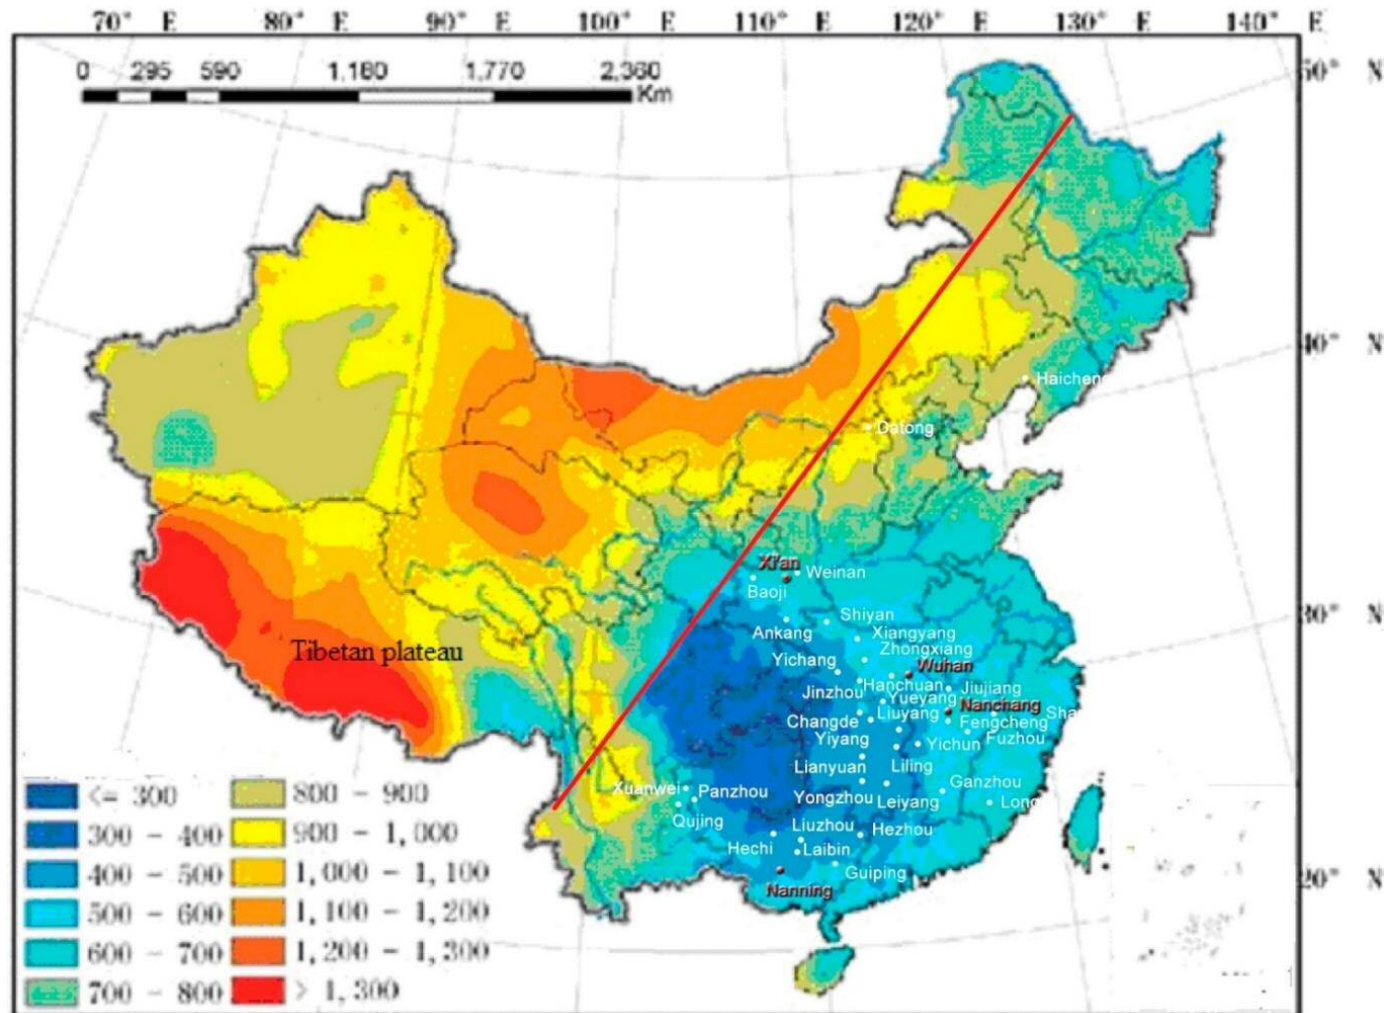 70° E 80° E 90° E 100° E 110° E 120° E 130° E 140° E
50° N
0 295 590 1,180 1,770 2,360
Km
40° N
Haicheng
Datong
Xi'an
Weinan
Baoji
30° N
Shiyan
Ankang
Xiangyang
Tibetan plateau
Zhongxiang
Yichang
Wuhan
Hanchuan
Jiujiang
Jinzhou
Yueyang
Nanchang
Changde
Liuyang
Sha
Fengcheng
Yiyang
Fuzhou
Yichun
Lianyuan
Liling
Xuanwei
Panzhou
Ganzhou
Yongzhou
Leiyang
Long
Qujing
Liuzhou
Hezhou
Hechi
Laibin
Guiping
20° N
Nanning
<= 300
300 - 400
400 - 500
500 - 600
600 - 700
700 - 800
800 - 900
900 - 1,000
1,000 - 1,100
1,100 - 1,200
1,200 - 1,300
> 1,300